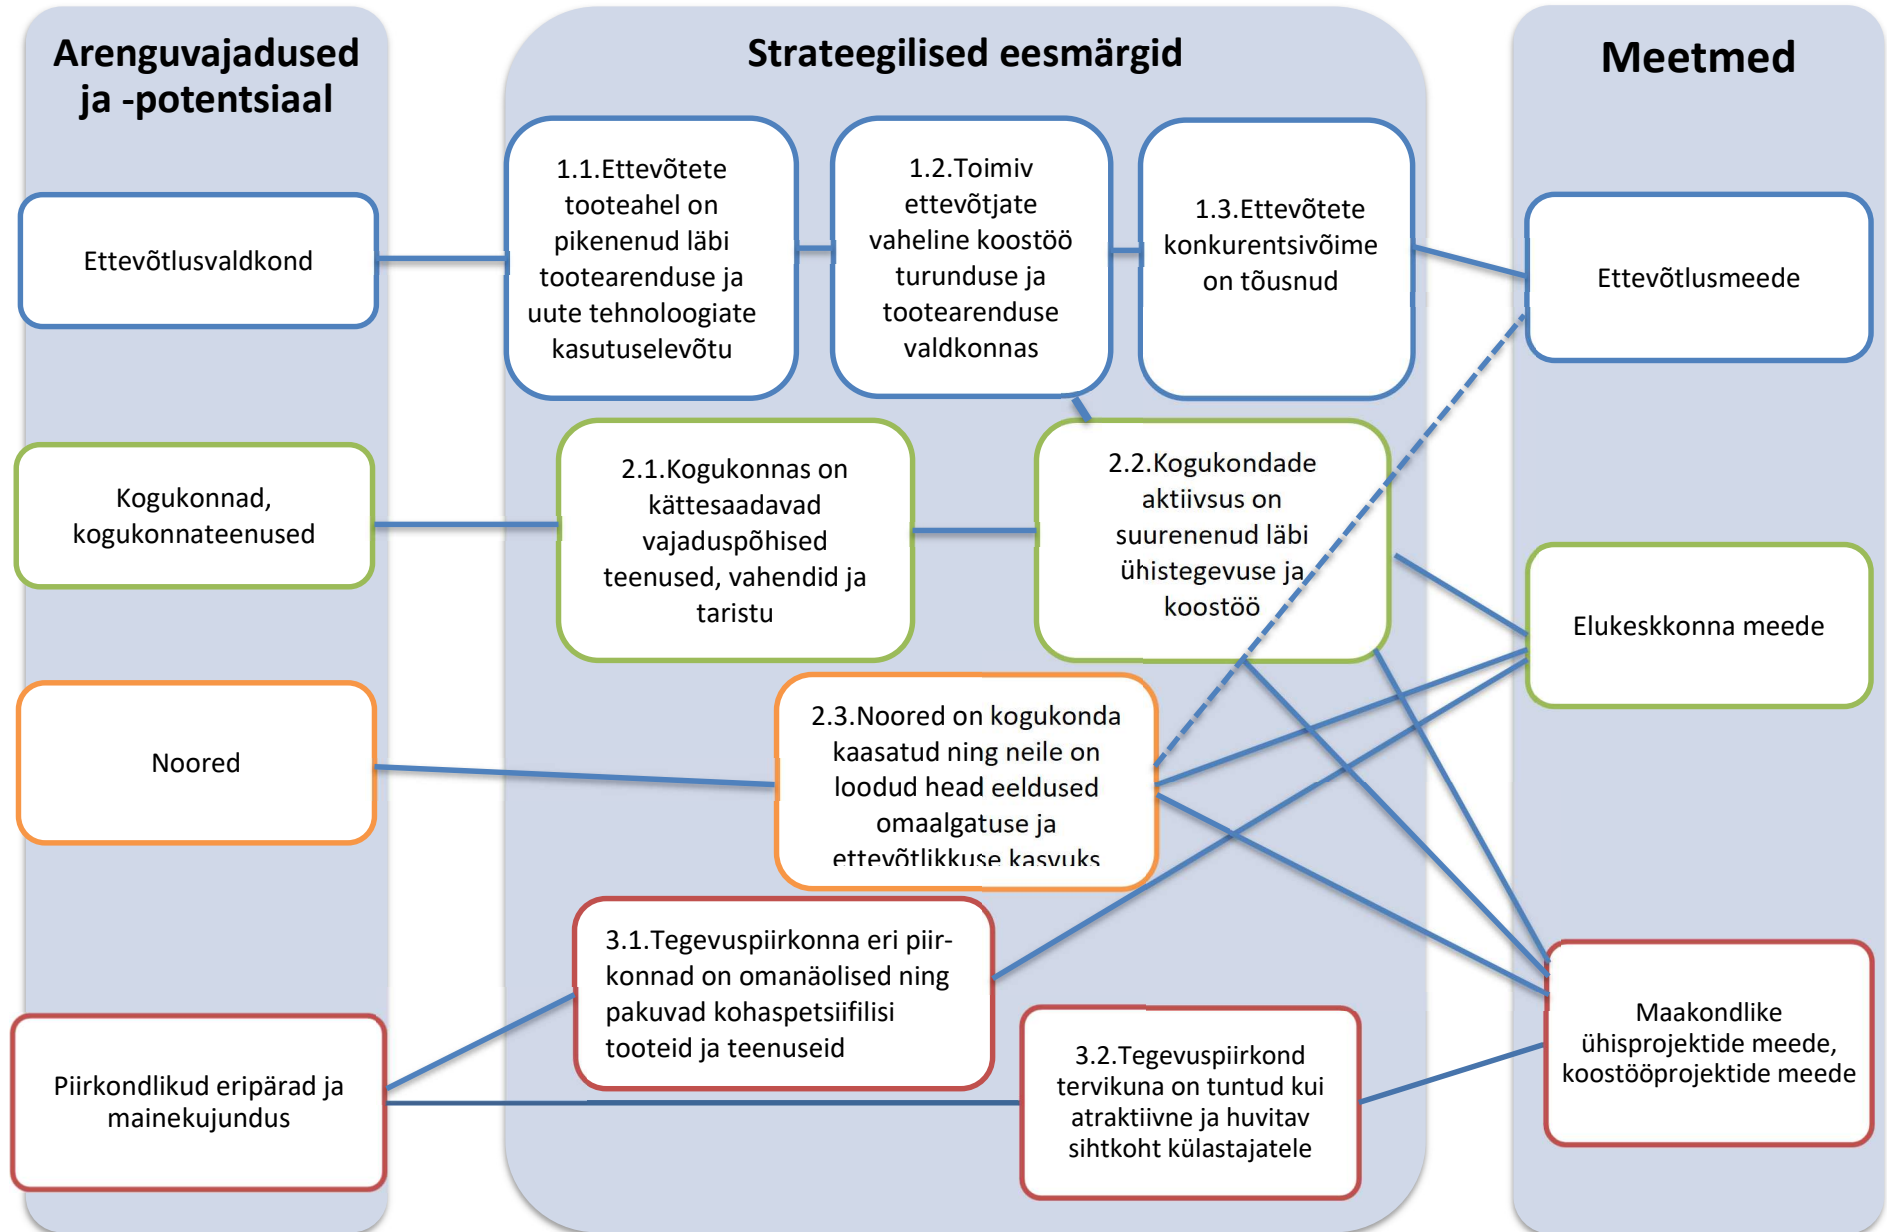 Arenguvajadused
ja -potentsiaal
Strateegilised eesmärgid
Meetmed
Ettevõtlusvaldkond
1.1.Ettevõtete
tooteahel on
pikenenud läbi
tootearenduse ja
uute tehnoloogiate
kasutuselevõtu
1.2.Toimiv
ettevõtjate
vaheline koostöö
turunduse ja
tootearenduse
valdkonnas
1.3.Ettevõtete
konkurentsivõime
on tõusnud
Ettevõtlusmeede
Kogukonnad,
kogukonnateenused
2.1.Kogukonnas on
kättesaadavad
vajaduspõhised
teenused, vahendid ja
taristu
2.2.Kogukondade
aktiivsus on
suurenenud läbi
ühistegevuse ja
koostöö
Elukeskkonna meede
Noored
2.3.Noored on kogukonda
kaasatud ning neile on
loodud head eeldused
omaalgatuse ja
ettevõtlikkuse kasvuks
Piirkondlikud eripärad ja
mainekujundus
3.1.Tegevuspiirkonna eri piir-
konnad on omanäolised ning
pakuvad kohaspetsiifilisi
tooteid ja teenuseid
3.2.Tegevuspiirkond
tervikuna on tuntud kui
atraktiivne ja huvitav
sihtkoht külastajatele
Maakondlike
ühisprojektide meede,
koostööprojektide meede